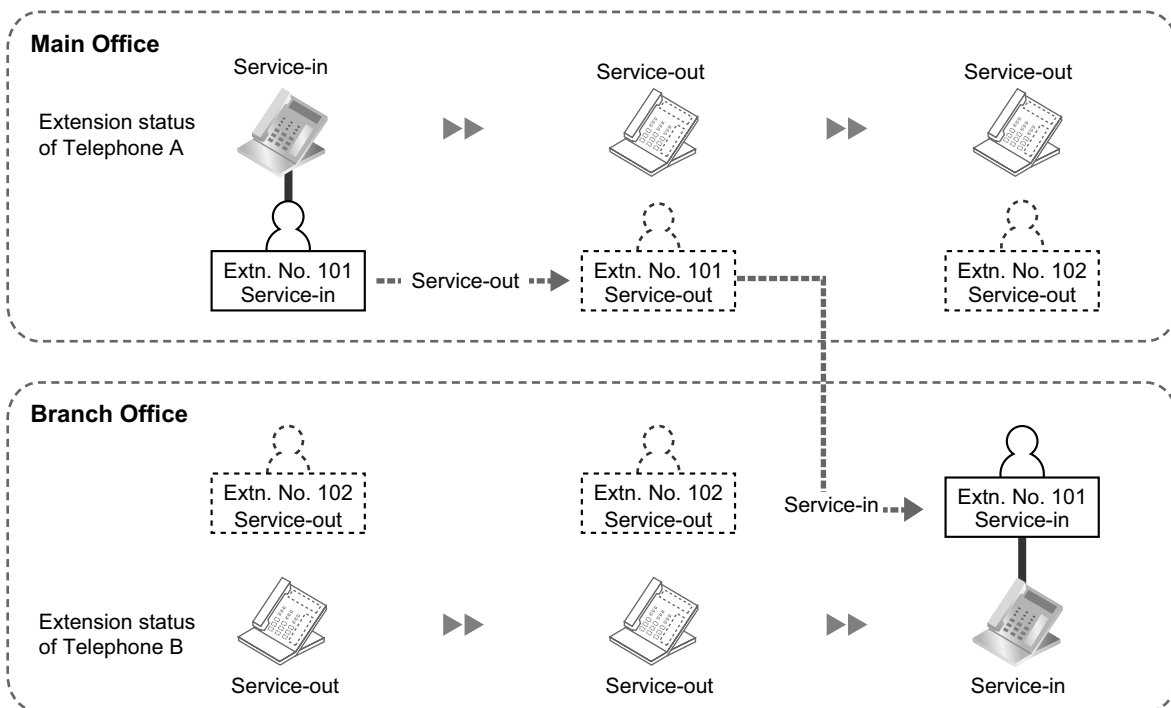 Main Office
Service-in
Service-out
Service-out
Extension status
of Telephone A
Extn. No. 101
Service-in
Service-out
Extn. No. 101
Service-out
Extn. No. 102
Service-out
Branch Office
Extn. No. 102
Service-out
Extn. No. 102
Service-out
Service-in
Extn. No. 101
Service-in
Extension status
of Telephone B
Service-out
Service-out
Service-in